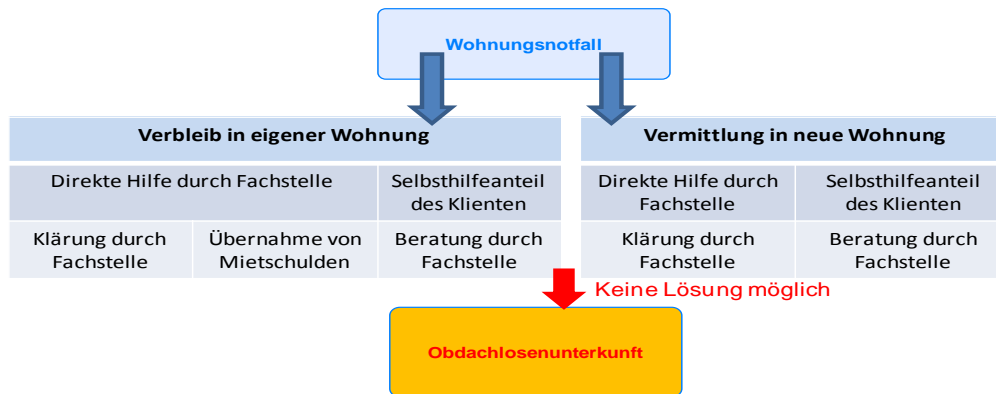 Wohnungsnotfall
Verbleib in eigener Wohnung
Vermittlung in neue Wohnung
Direkte Hilfe durch Fachstelle
Selbsthilfeanteil
des Klienten
Direkte Hilfe durch
Fachstelle
Selbsthilfeanteil
des Klienten
Klärung durch
Fachstelle
Übernahme von
Mietschulden
Beratung durch
Fachstelle
Klärung durch
Fachstelle
Beratung durch
Fachstelle
Keine Lösung möglich
Obdachlosenunterkunft